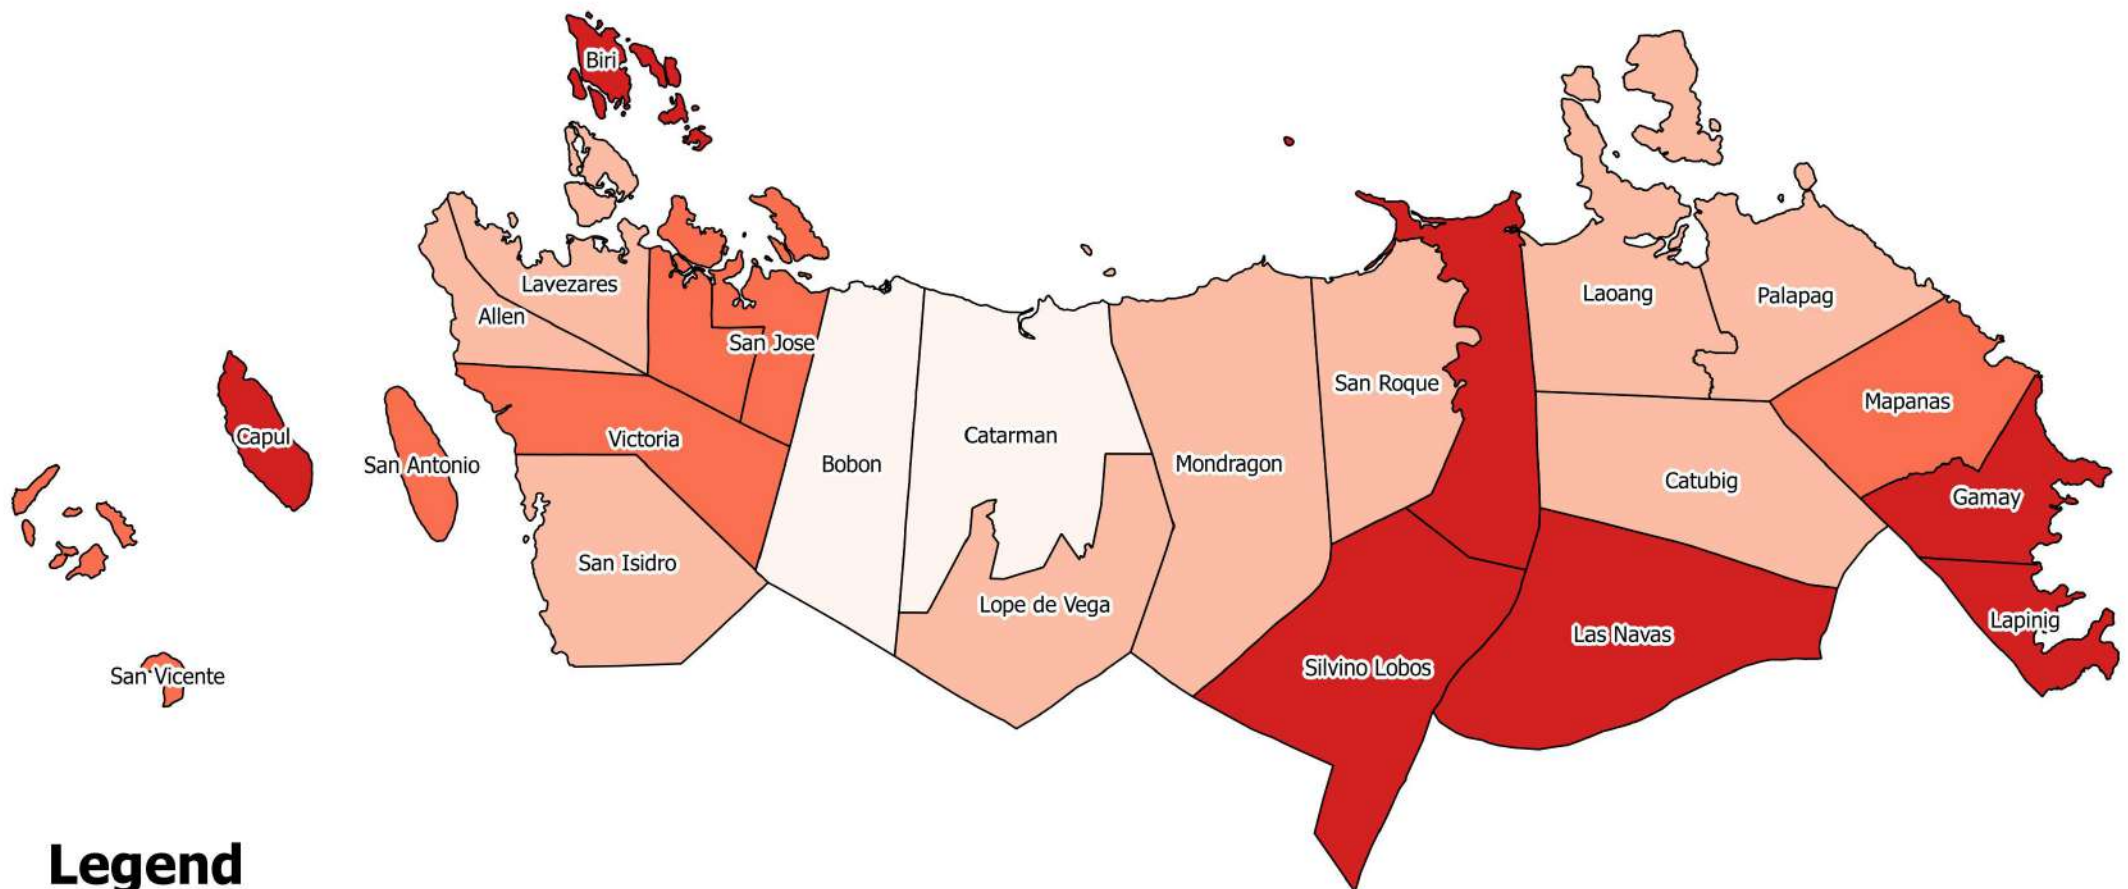 Biri
Lavezares
Allen
San Jose
Laoang
Palapag
San Roque
Mapanas
Capul
San Antonio
Victoria
Bobon
Catarman
Mondragon
Catubig
Gamay
San Isidro
Lope de Vega
Las Navas
Lapinig
Silvino Lobos
San Vicente
Legend